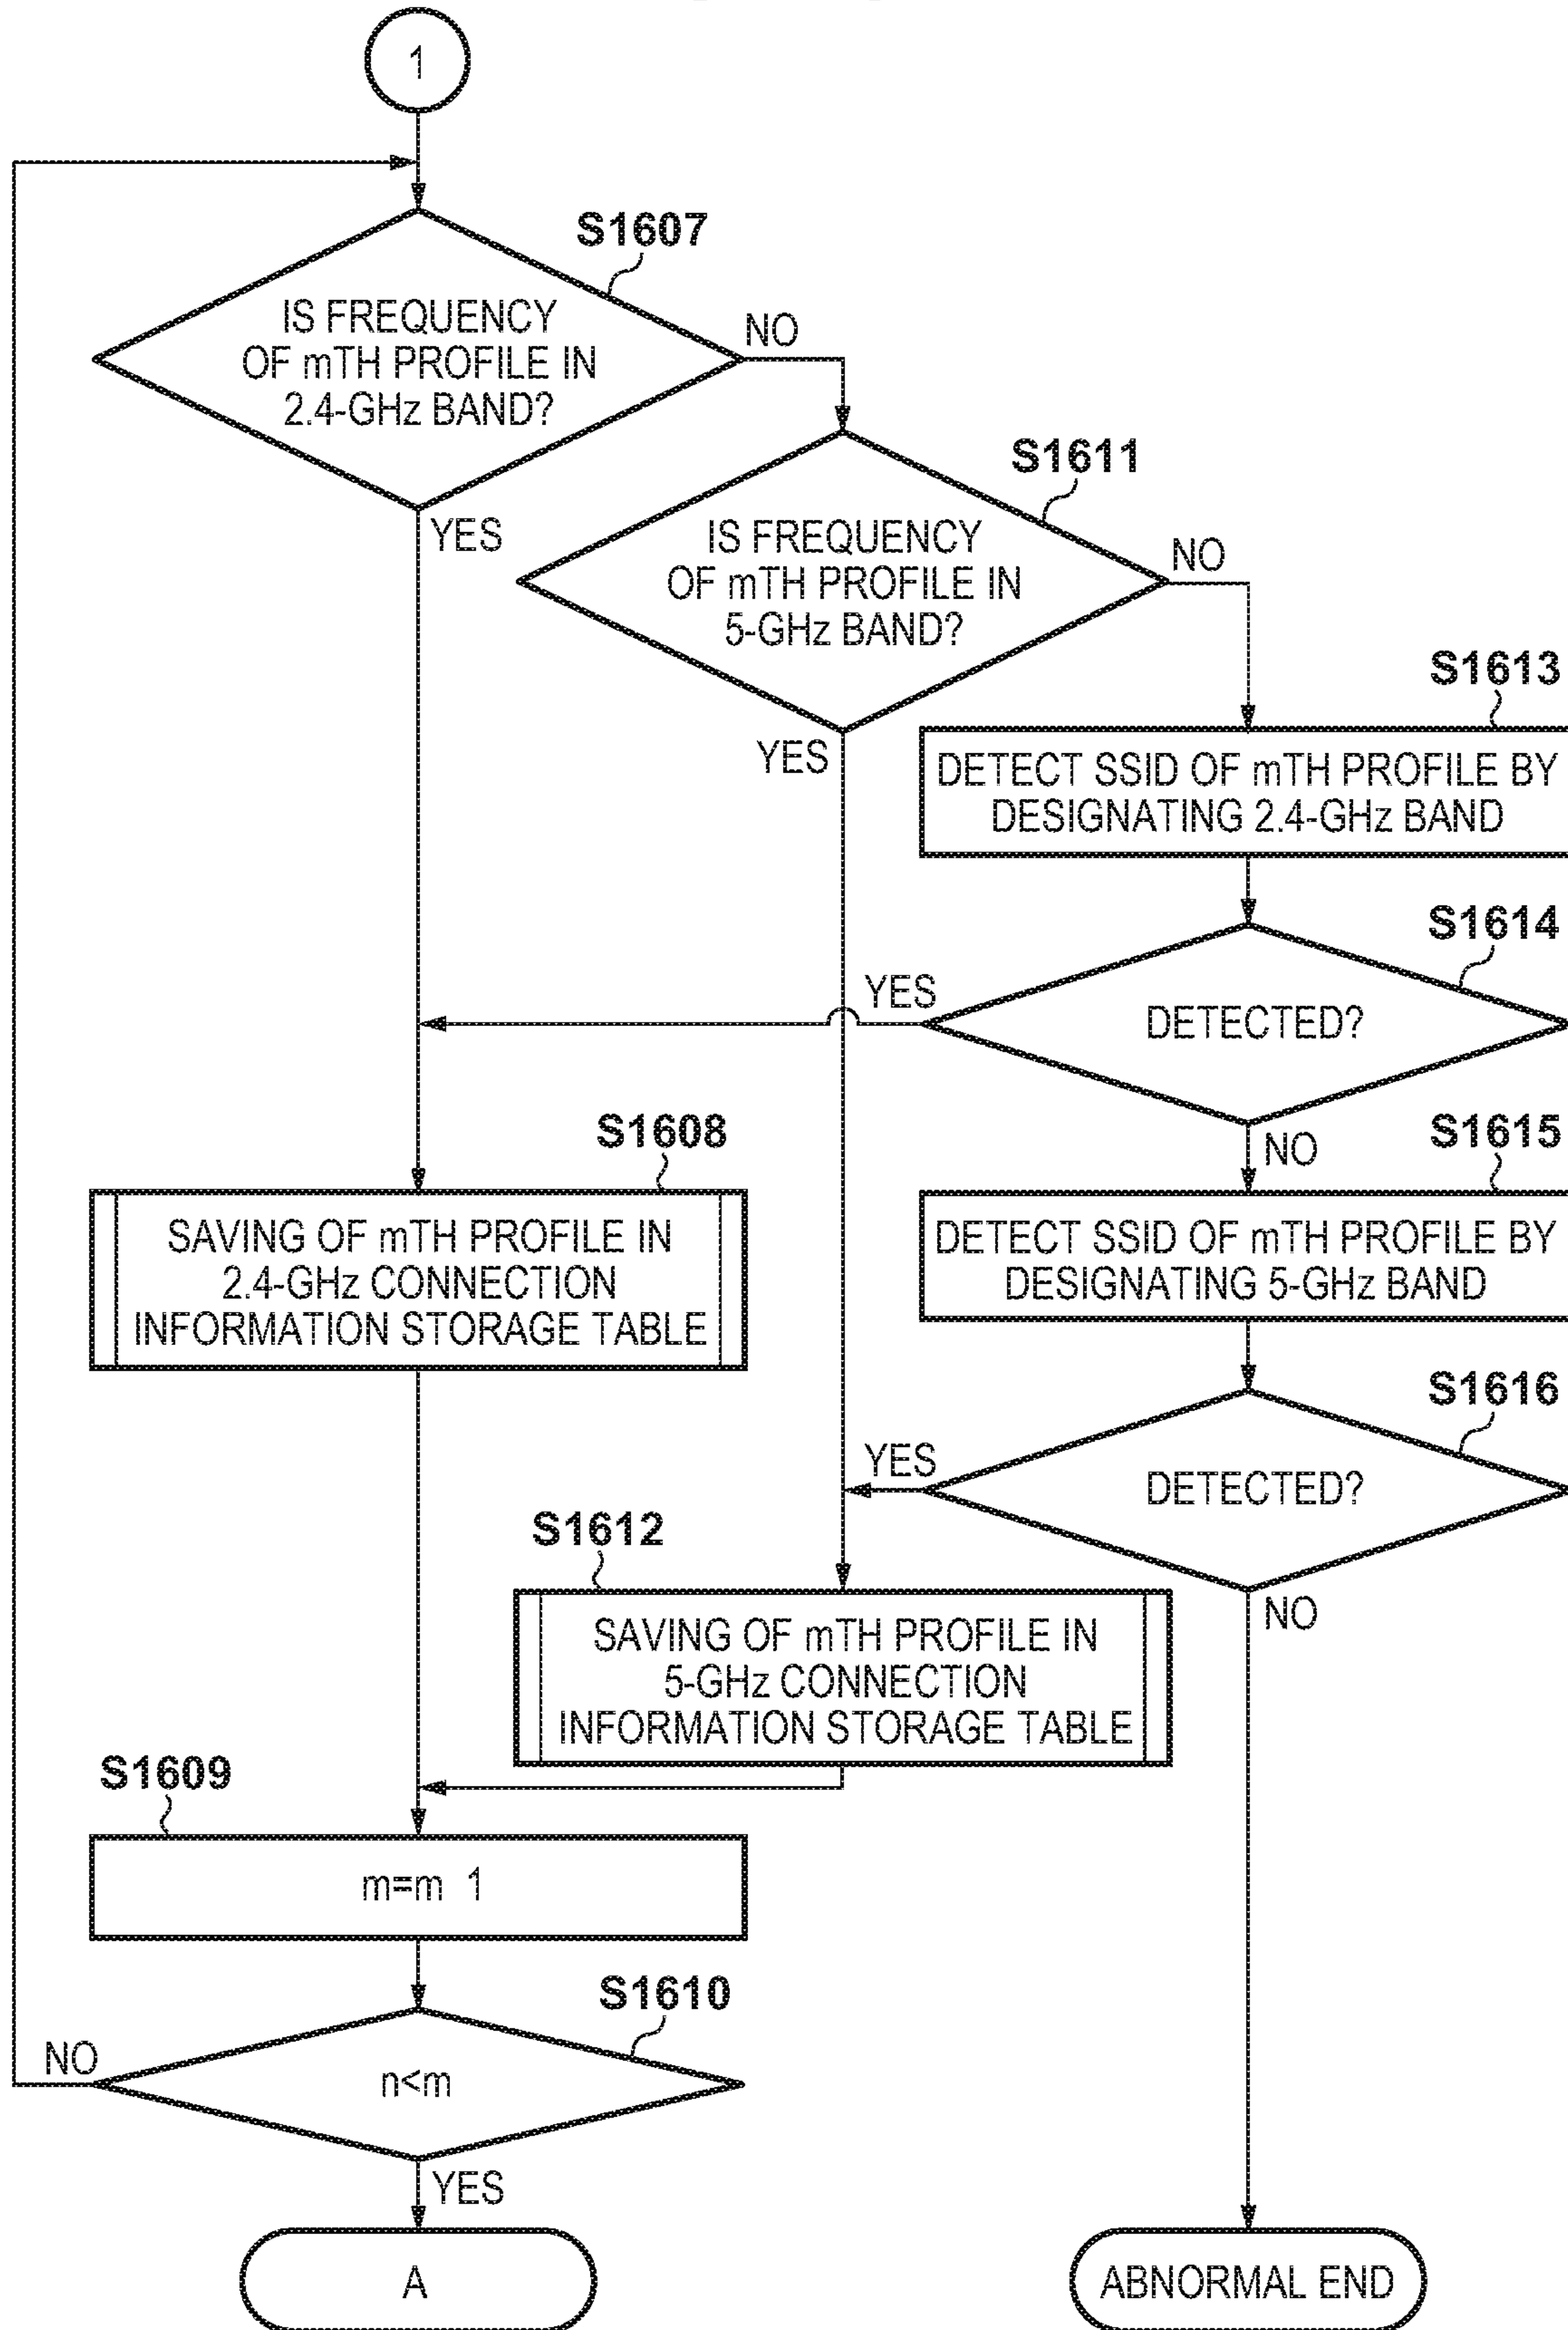 1
S1607
IS FREQUENCY
OF mTH PROFILE IN
2.4-GHz BAND?
NO
YES
S1611
IS FREQUENCY
OF mTH PROFILE IN
5-GHz BAND?
NO
YES
S1613
DETECT SSID OF mTH PROFILE BY
DESIGNATING 2.4-GHz BAND
S1614
DETECTED?
YES
NO
S1608
SAVING OF mTH PROFILE IN
2.4-GHz CONNECTION
INFORMATION STORAGE TABLE
S1615
DETECT SSID OF mTH PROFILE BY
DESIGNATING 5-GHz BAND
S1616
DETECTED?
YES
NO
S1612
SAVING OF mTH PROFILE IN
5-GHz CONNECTION
INFORMATION STORAGE TABLE
S1609
m=m 1
S1610
n<m
NO
YES
A
ABNORMAL END